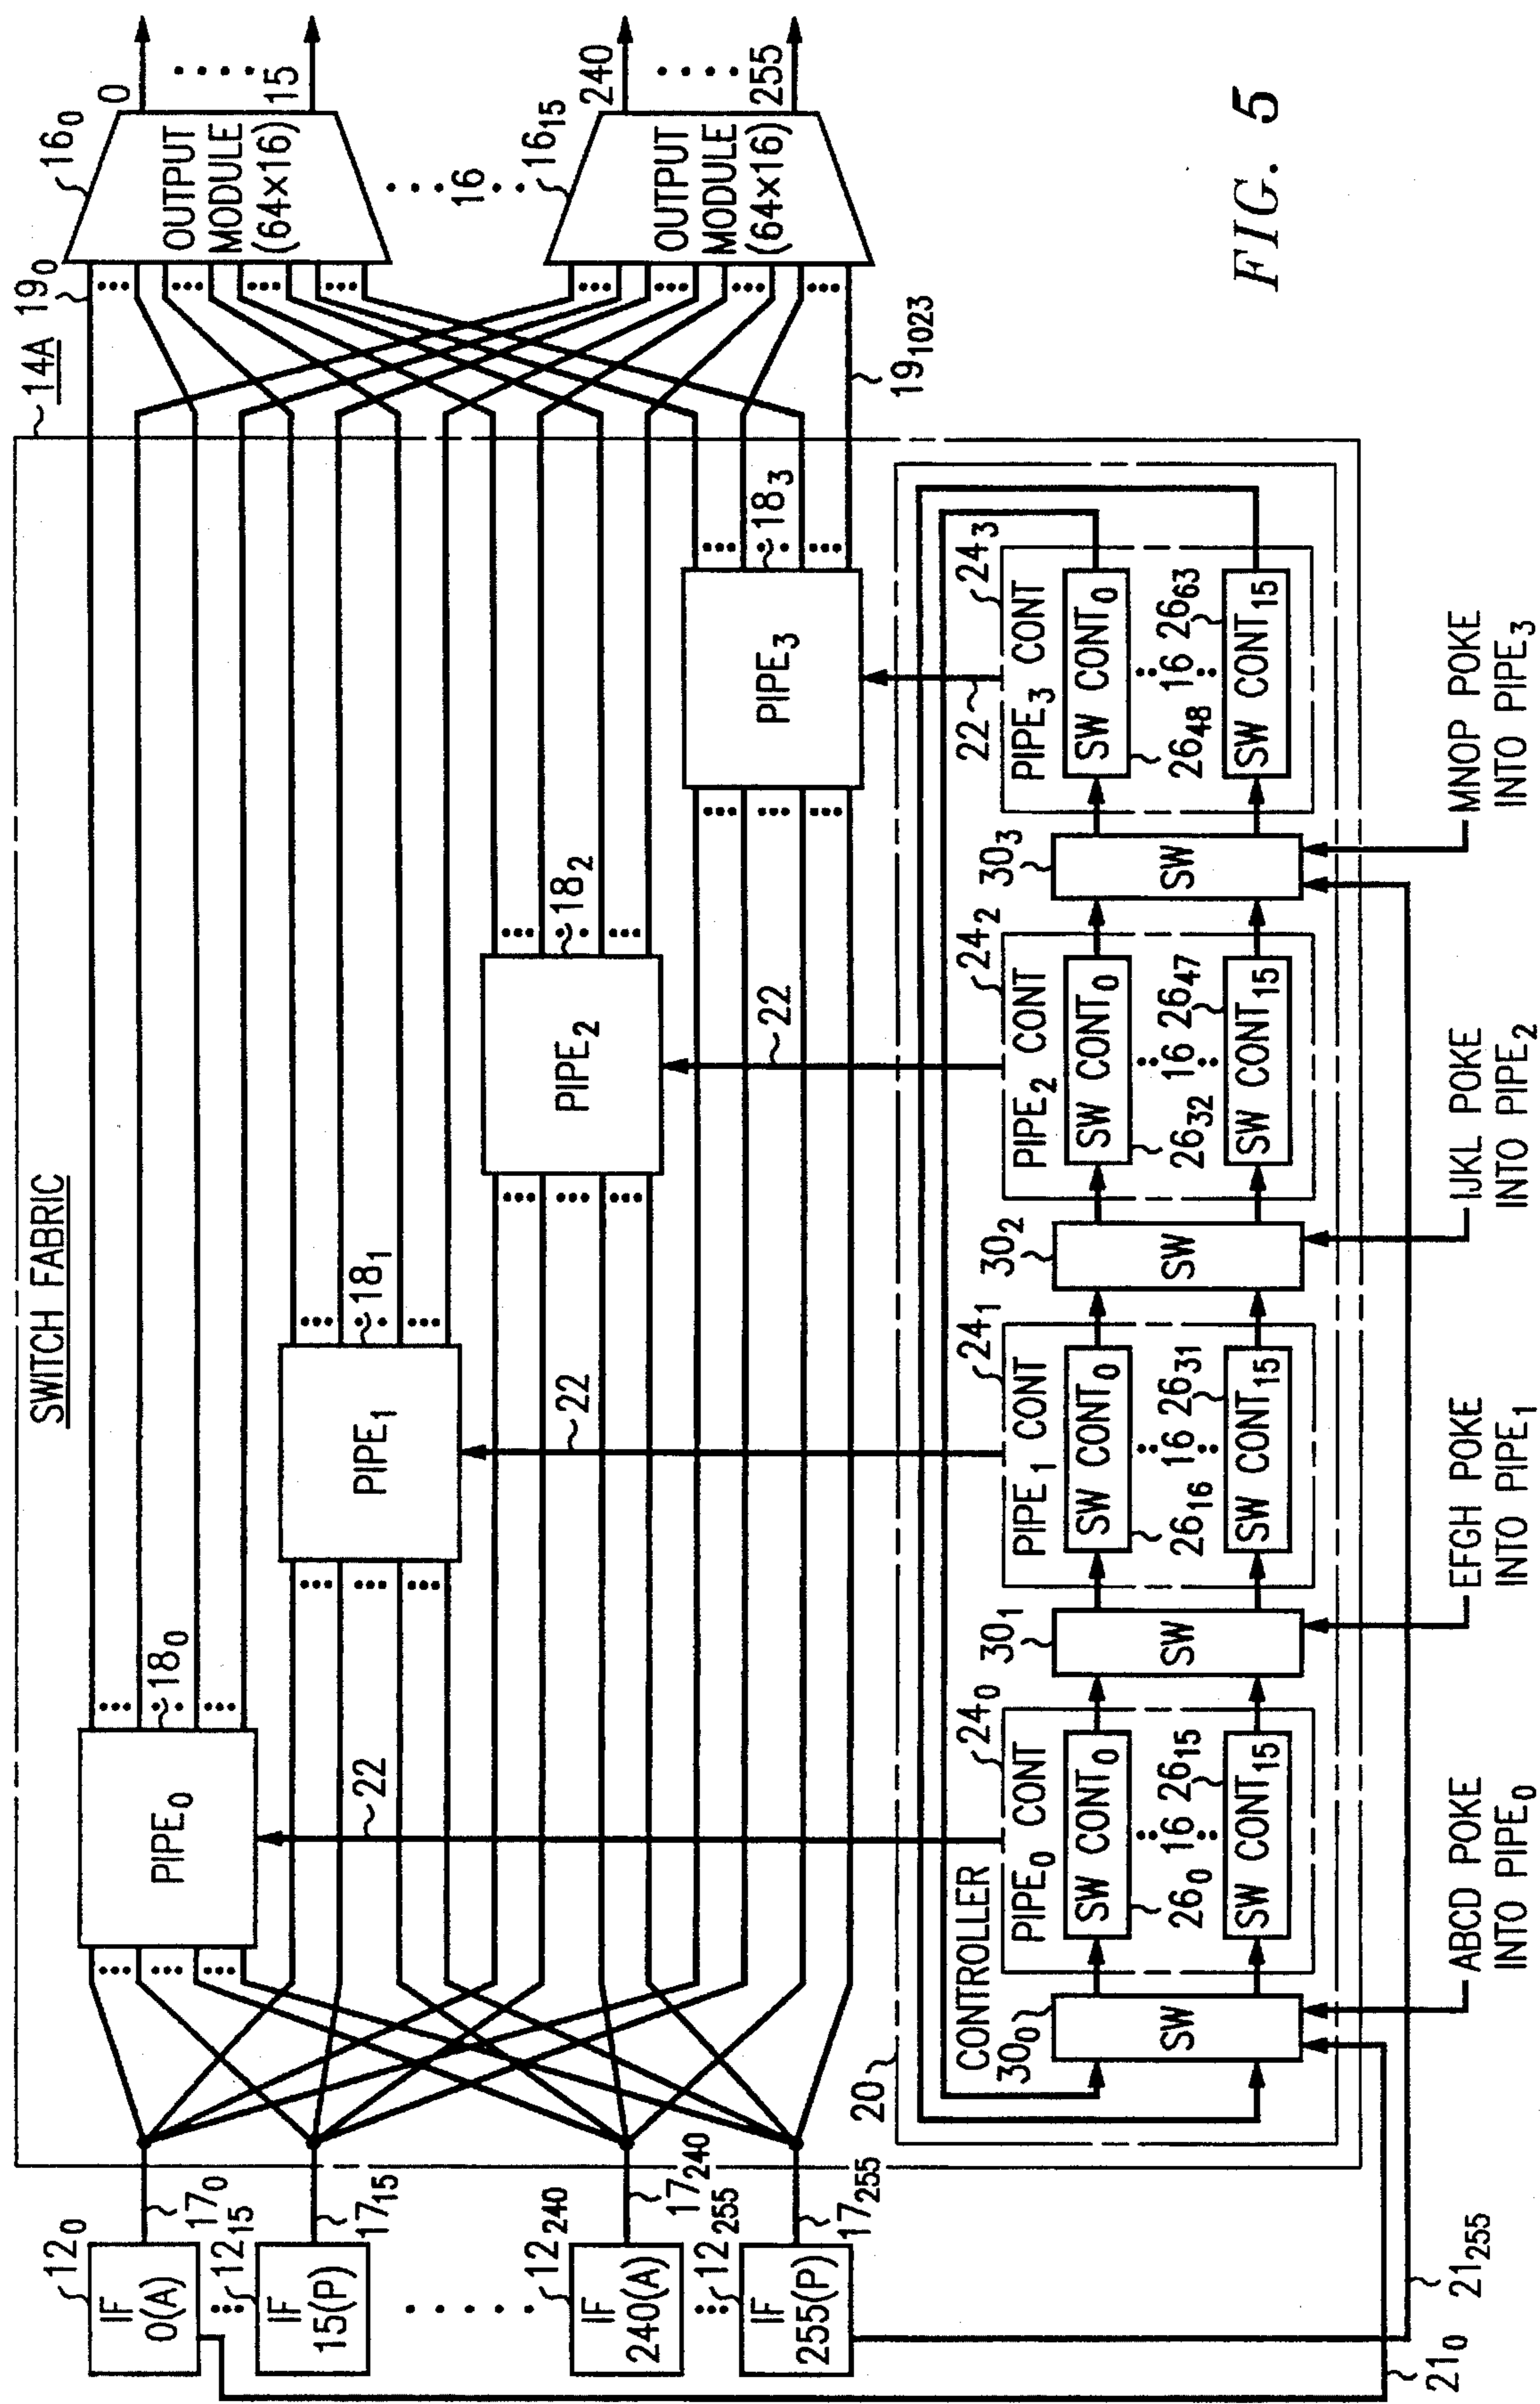 SWITCH FABRIC
14A
12₀
IF
0(A)
17₀
12₁₅
IF
15(P)
17₁₅
12₂₄₀
IF
240(A)
17₂₄₀
12₂₅₅
IF
255(P)
17₂₅₅
PIPE₀
18₀
PIPE₁
18₁
PIPE₂
18₂
PIPE₃
18₃
22
22
22
22
19₀
19₁₀₂₃
16₀
OUTPUT
MODULE
(64×16)
0
15
16
16₁₅
OUTPUT
MODULE
(64×16)
240
255
20
CONTROLLER
30₀
SW
PIPE₀ CONT
24₀
SW CONT₀
26₀
16
26₁₅
SW CONT₁₅
30₁
SW
PIPE₁ CONT
24₁
SW CONT₀
26₁₆
16
26₃₁
SW CONT₁₅
30₂
SW
PIPE₂ CONT
24₂
SW CONT₀
26₃₂
16
26₄₇
SW CONT₁₅
30₃
SW
PIPE₃ CONT
24₃
SW CONT₀
26₄₈
16
26₆₃
SW CONT₁₅
21₀
21₂₅₅
ABCD POKE
INTO PIPE₀
EFGH POKE
INTO PIPE₁
IJKL POKE
INTO PIPE₂
MNOP POKE
INTO PIPE₃
FIG. 5